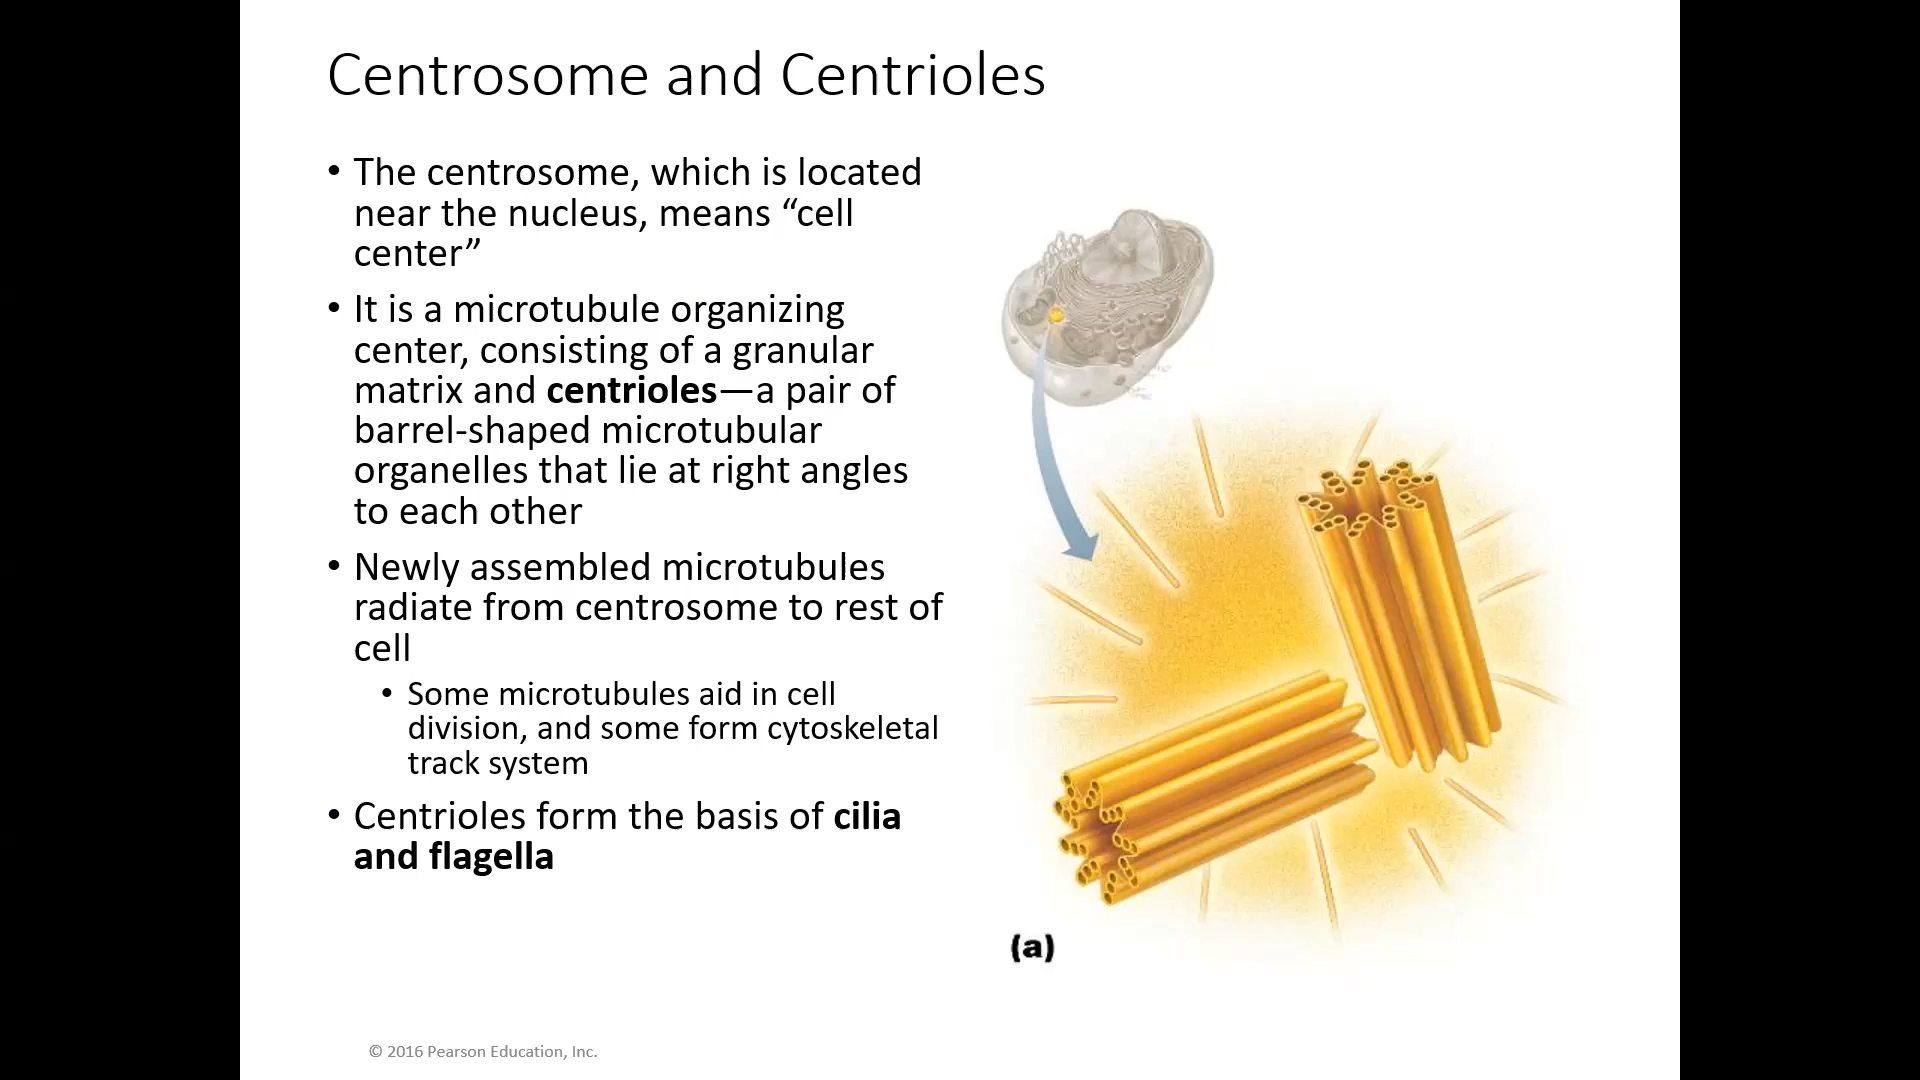 Centrosome and Centrioles
• The centrosome, which is located
near the nucleus, means “cell
center”
• It is a microtubule organizing
center, consisting of a granular
matrix and centrioles—a pair of
barrel-shaped microtubular
organelles that lie at right angles
to each other
• Newly assembled microtubules
radiate from centrosome to rest of
cell
• Some microtubules aid in cell
division, and some form cytoskeletal
track system
• Centrioles form the basis of cilia
and flagella
(a)
© 2016 Pearson Education, Inc.